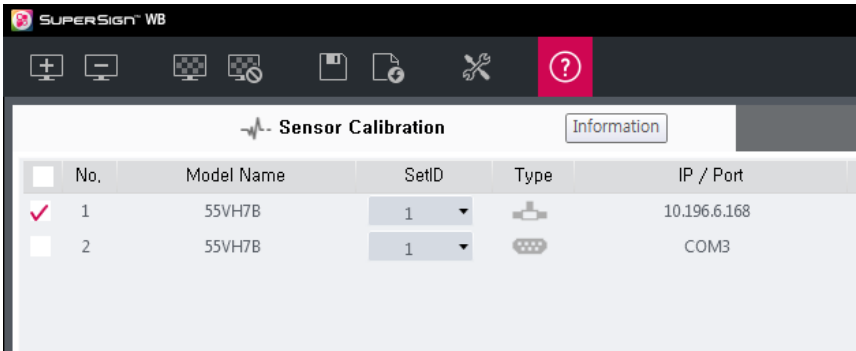 SUPERSIGN™ WB
?
Sensor Calibration Information
No. Model Name SetID Type IP / Port
1 55VH7B 1 10.196.6.168
2 55VH7B 1 COM3